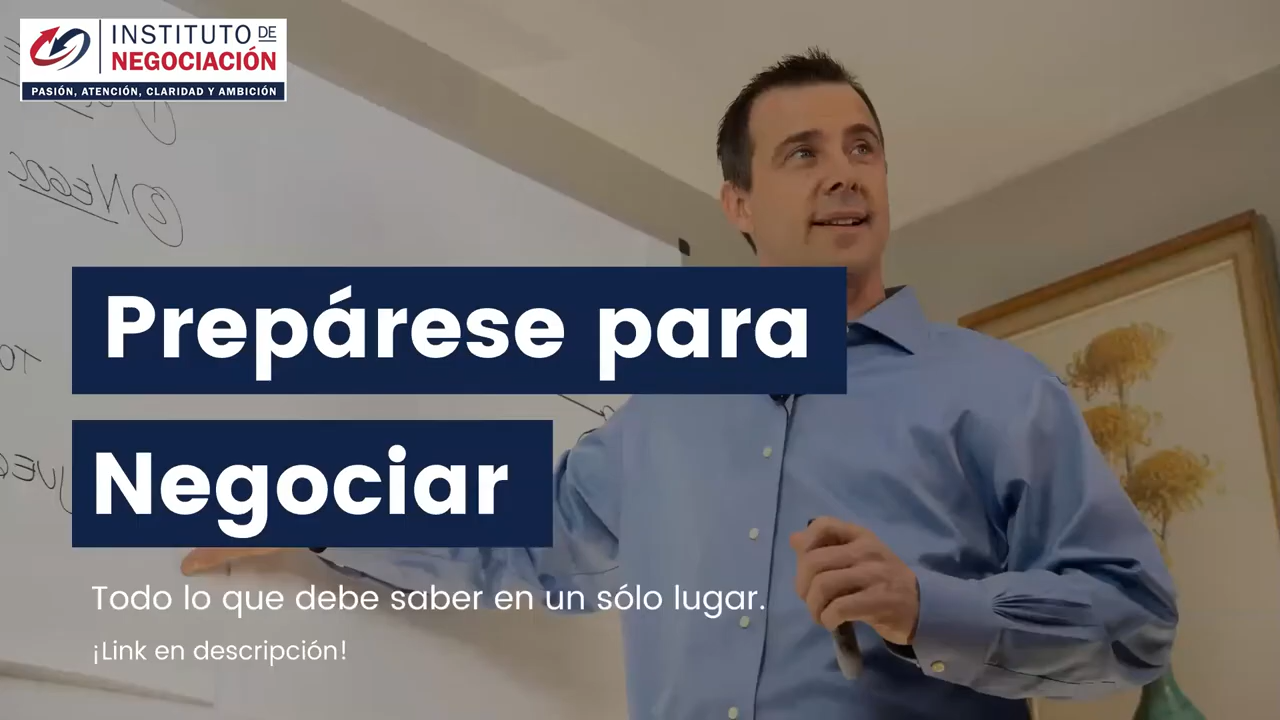 INSTITUTO DE
NEGOCIACIÓN
PASIÓN, ATENCIÓN, CLARIDAD Y AMBICIÓN
NEGOC
Prepárese para
Negociar
Todo lo que debe saber en un sólo lugar.
¡Link en descripción!